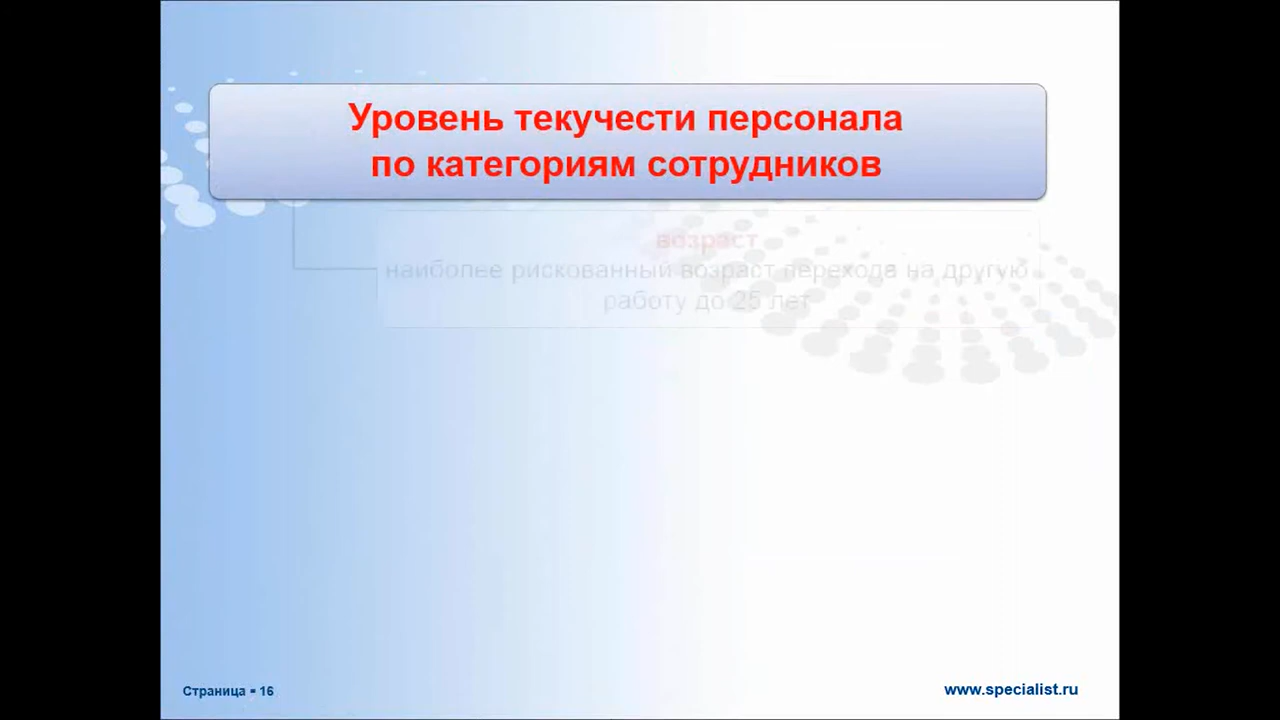 Уровень текучести персонала
по категориям сотрудников
возраст
наиболее рискованный возраст перехода на другую
работу до 25 лет
Страница ▪ 16
www.specialist.ru